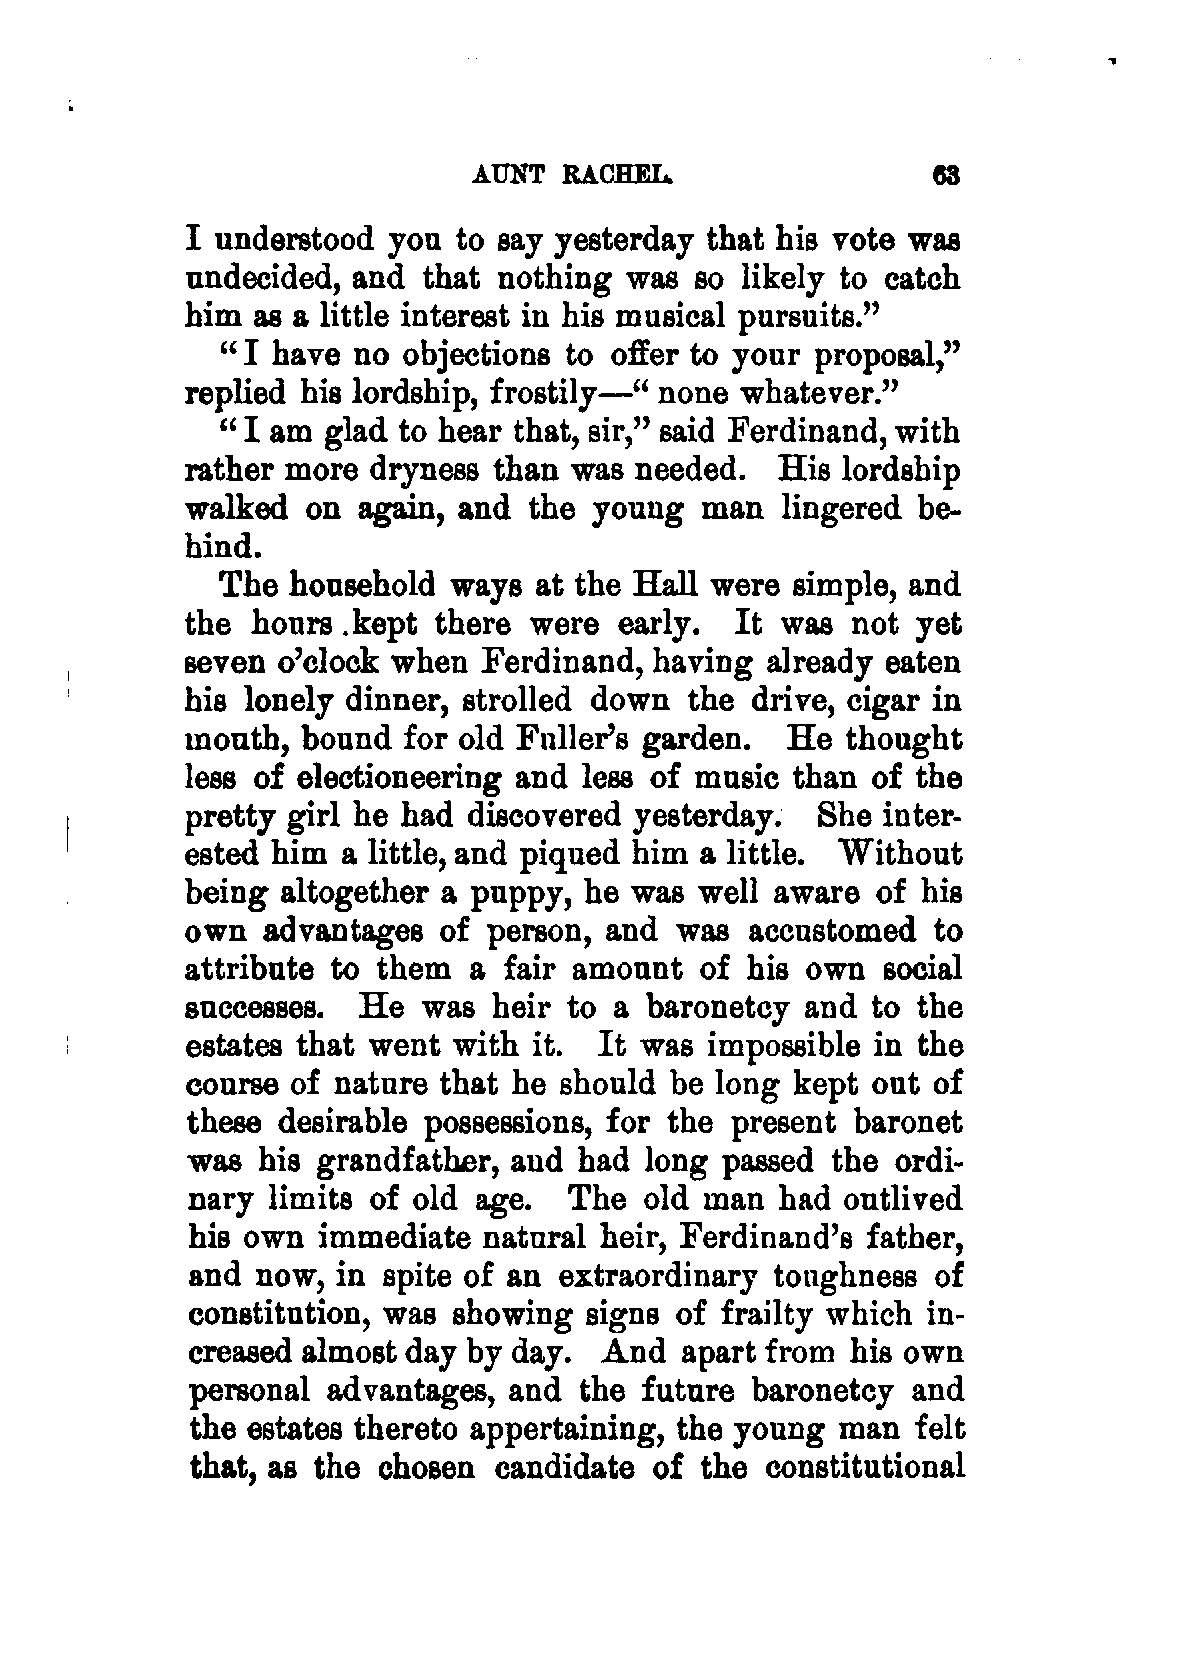 AUNT RACHEL. 63
I understood you to say yesterday that his vote was
undecided, and that nothing was so likely to catch
him as a little interest in his musical pursuits.”
“I have no objections to offer to your proposal,”
replied his lordship, frostily—“none whatever.”
“I am glad to hear that, sir,” said Ferdinand, with
rather more dryness than was needed. His lordship
walked on again, and the young man lingered be-
hind.
The household ways at the Hall were simple, and
the hours kept there were early. It was not yet
seven o’clock when Ferdinand, having already eaten
his lonely dinner, strolled down the drive, cigar in
mouth, bound for old Fuller’s garden. He thought
less of electioneering and less of music than of the
pretty girl he had discovered yesterday. She inter-
ested him a little, and piqued him a little. Without
being altogether a puppy, he was well aware of his
own advantages of person, and was accustomed to
attribute to them a fair amount of his own social
successes. He was heir to a baronetcy and to the
estates that went with it. It was impossible in the
course of nature that he should be long kept out of
these desirable possessions, for the present baronet
was his grandfather, and had long passed the ordi-
nary limits of old age. The old man had outlived
his own immediate natural heir, Ferdinand’s father,
and now, in spite of an extraordinary toughness of
constitution, was showing signs of frailty which in-
creased almost day by day. And apart from his own
personal advantages, and the future baronetcy and
the estates thereto appertaining, the young man felt
that, as the chosen candidate of the constitutional